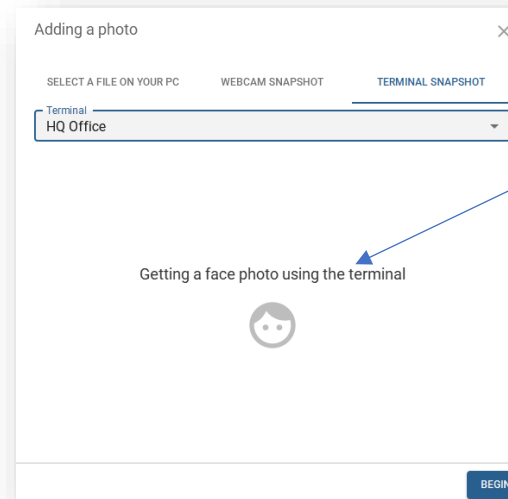 Adding a photo
SELECT A FILE ON YOUR PC WEBCAM SNAPSHOT TERMINAL SNAPSHOT
Terminal
HQ Office
Getting a face photo using the terminal
BEGIN